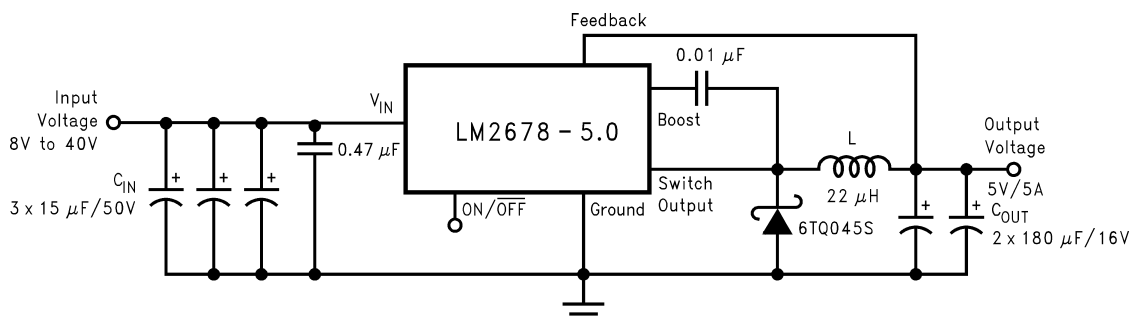 Feedback
0.01 μF
Input
Voltage
8V to 40V
V_IN
LM2678 – 5.0
Boost
0.47 μF
C_IN
3 x 15 μF/50V
ON/O̅F̅F̅
Ground
Switch
Output
L
22 μH
6TQ045S
Output
Voltage
5V/5A
C_OUT
2 x 180 μF/16V
+
+
+
+
+